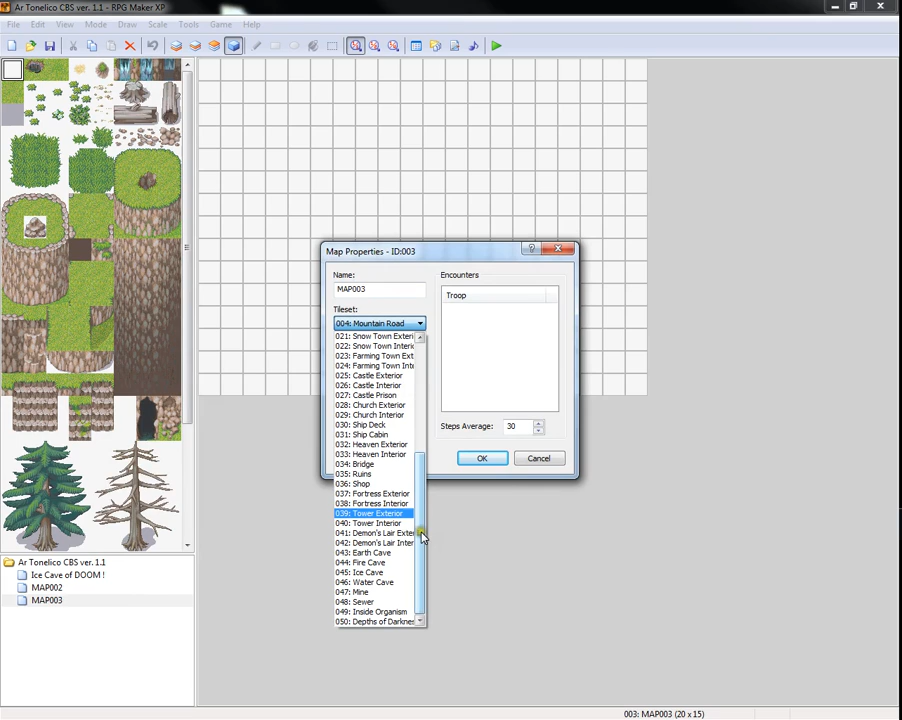 Ar Tonelico CBS ver. 1.1 - RPG Maker XP
File Edit View Mode Draw Scale Tools Game Help
Map Properties - ID:003
Name:
MAP003
Tileset:
004: Mountain Road
021: Snow Town Exteri
022: Snow Town Interic
023: Farming Town Ext
024: Farming Town Inte
025: Castle Exterior
026: Castle Interior
027: Castle Prison
028: Church Exterior
029: Church Interior
030: Ship Deck
031: Ship Cabin
032: Heaven Exterior
033: Heaven Interior
034: Bridge
035: Ruins
036: Shop
037: Fortress Exterior
038: Fortress Interior
039: Tower Exterior
040: Tower Interior
041: Demon's Lair Exter
042: Demon's Lair Inter
043: Earth Cave
044: Fire Cave
045: Ice Cave
046: Water Cave
047: Mine
048: Sewer
049: Inside Organism
050: Depths of Darknes
Encounters
Troop
Steps Average: 30
OK Cancel
Ar Tonelico CBS ver. 1.1
Ice Cave of DOOM !
MAP002
MAP003
003: MAP003 (20 x 15)